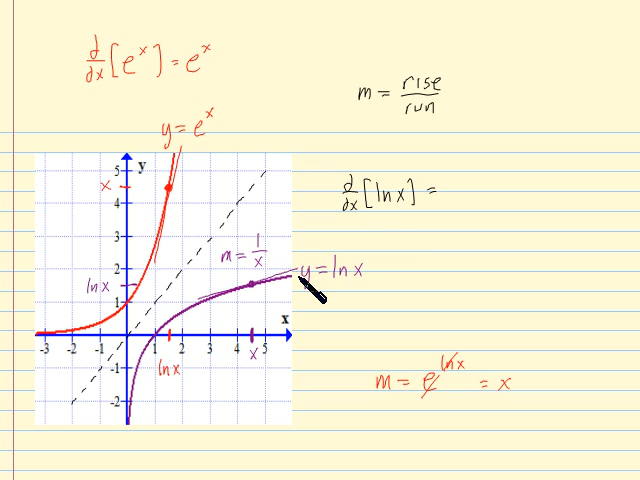 d/dx [e^x] = e^x
m = rise/run
y = e^x
d/dx [ln x] =
y
5
x
4
3
2
ln x
1
m = 1/x
y = ln x
x
-3 -2 -1 1 2 3 4 5
ln x
x
-1
-2
m = e^ln x = x